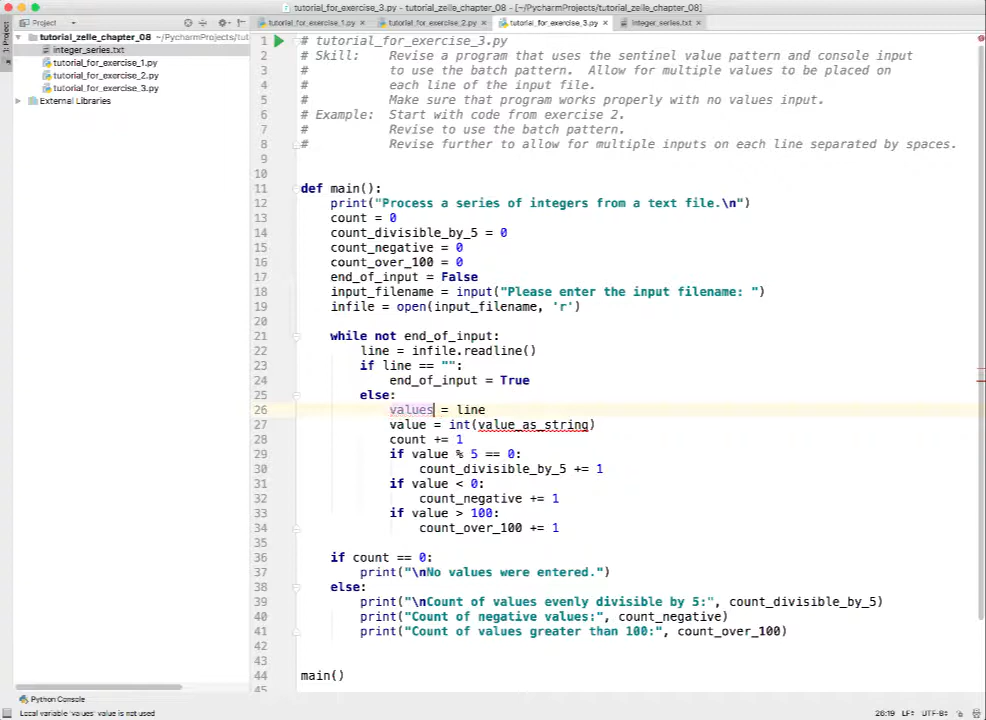 tutorial_for_exercise_3.py - tutorial_zelle_chapter_08 - [~/PycharmProjects/tutorial_zelle_chapter_08]
Project
tutorial_for_exercise_1.py × tutorial_for_exercise_2.py × tutorial_for_exercise_3.py × integer_series.txt ×
1: Project
tutorial_zelle_chapter_08 ~/PycharmProjects/tut
integer_series.txt
tutorial_for_exercise_1.py
tutorial_for_exercise_2.py
tutorial_for_exercise_3.py
External Libraries
1 # tutorial_for_exercise_3.py
2 # Skill: Revise a program that uses the sentinel value pattern and console input
3 # to use the batch pattern. Allow for multiple values to be placed on
4 # each line of the input file.
5 # Make sure that program works properly with no values input.
6 # Example: Start with code from exercise 2.
7 # Revise to use the batch pattern.
8 # Revise further to allow for multiple inputs on each line separated by spaces.
9
10
11 def main():
12 print("Process a series of integers from a text file.\n")
13 count = 0
14 count_divisible_by_5 = 0
15 count_negative = 0
16 count_over_100 = 0
17 end_of_input = False
18 input_filename = input("Please enter the input filename: ")
19 infile = open(input_filename, 'r')
20
21 while not end_of_input:
22 line = infile.readline()
23 if line == "":
24 end_of_input = True
25 else:
26 values = line
27 value = int(value_as_string)
28 count += 1
29 if value % 5 == 0:
30 count_divisible_by_5 += 1
31 if value < 0:
32 count_negative += 1
33 if value > 100:
34 count_over_100 += 1
35
36 if count == 0:
37 print("\nNo values were entered.")
38 else:
39 print("\nCount of values evenly divisible by 5:", count_divisible_by_5)
40 print("Count of negative values:", count_negative)
41 print("Count of values greater than 100:", count_over_100)
42
43
44 main()
45
Python Console
Local variable 'values' value is not used
26:19 LF÷ UTF-8÷